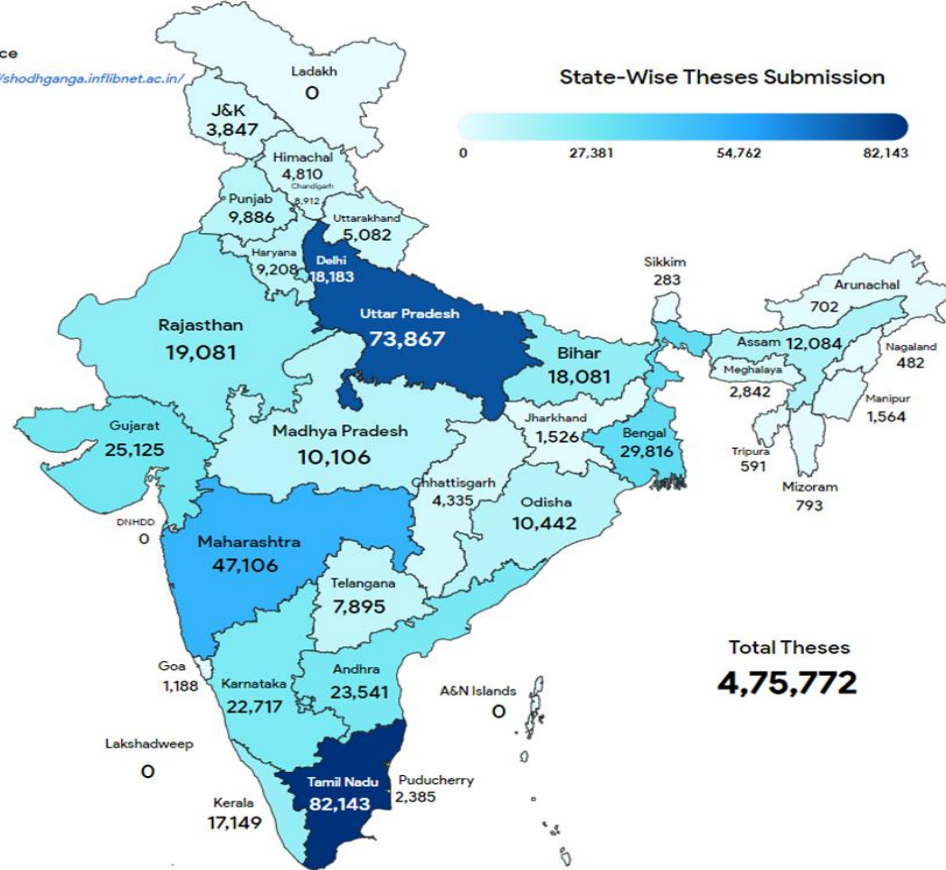 ce
/shodhganga.inflibnet.ac.in/
State-Wise Theses Submission
0
27,381
54,762
82,143
Ladakh
0
J&K
3,847
Himachal
4,810
Chandigarh
8,912
Punjab
9,886
Uttarakhand
5,082
Haryana
9,208
Delhi
18,183
Uttar Pradesh
73,867
Rajasthan
19,081
Bihar
18,081
Sikkim
283
Arunachal
702
Assam 12,084
Nagaland
482
Meghalaya
2,842
Manipur
1,564
Tripura
591
Mizoram
793
Gujarat
25,125
Madhya Pradesh
10,106
Jharkhand
1,526
Bengal
29,816
Chhattisgarh
4,335
Odisha
10,442
DNHDD
0
Maharashtra
47,106
Telangana
7,895
Total Theses
4,75,772
Goa
1,188
Karnataka
22,717
Andhra
23,541
A&N Islands
0
Lakshadweep
0
Tamil Nadu
82,143
Puducherry
2,385
Kerala
17,149